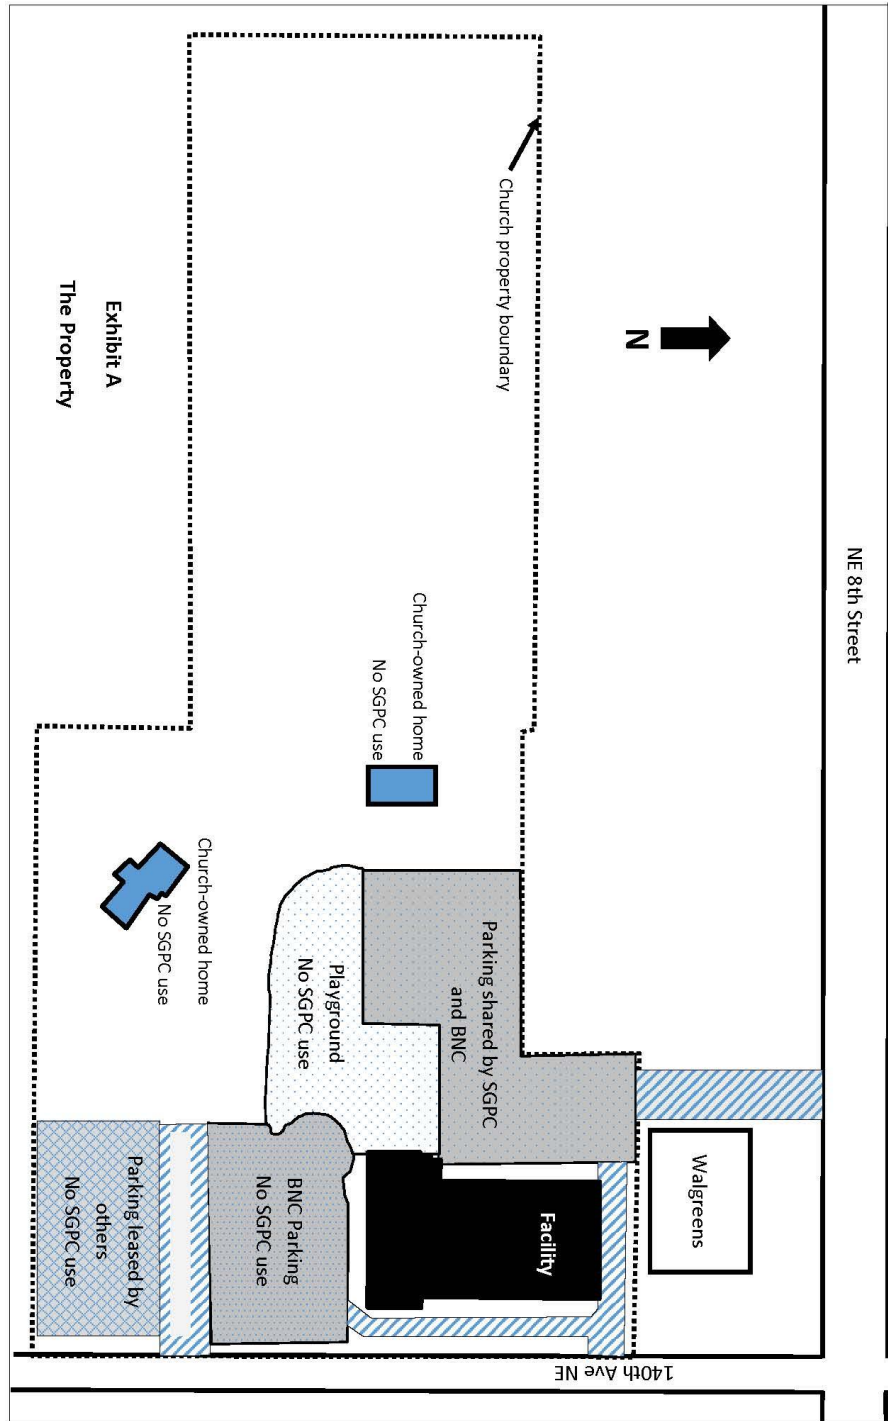 NE 8th Street
N
Church property boundary
Walgreens
140th Ave NE
Parking shared by SGPC
and BNC
Facility
Church-owned home
No SGPC use
Playground
No SGPC use
BNC Parking
No SGPC use
Church-owned home
No SGPC use
Parking leased by
others
No SGPC use
Exhibit A
The Property